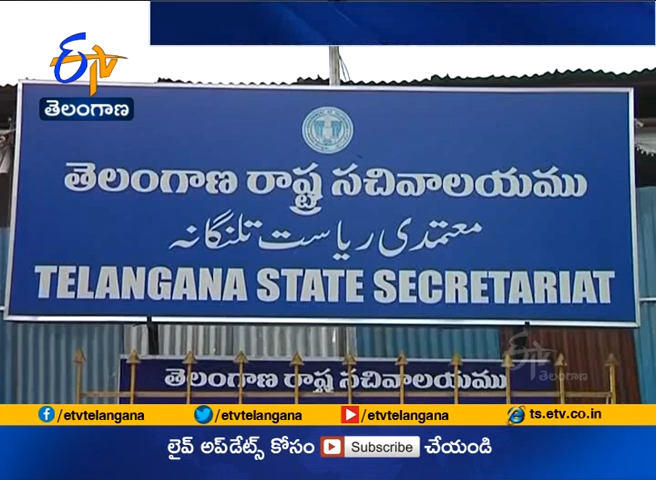 ETV
తెలంగాణ
తెలంగాణ రాష్ట్ర సచివాలయము
معتمدی ریاست تلنگانہ
TELANGANA STATE SECRETARIAT
తెలంగాణ రాష్ట్ర సచివాలయము
ETV తెలంగాణ
/etvtelangana /etvtelangana /etvtelangana ts.etv.co.in
లైవ్ అప్‌డేట్స్ కోసం Subscribe చేయండి